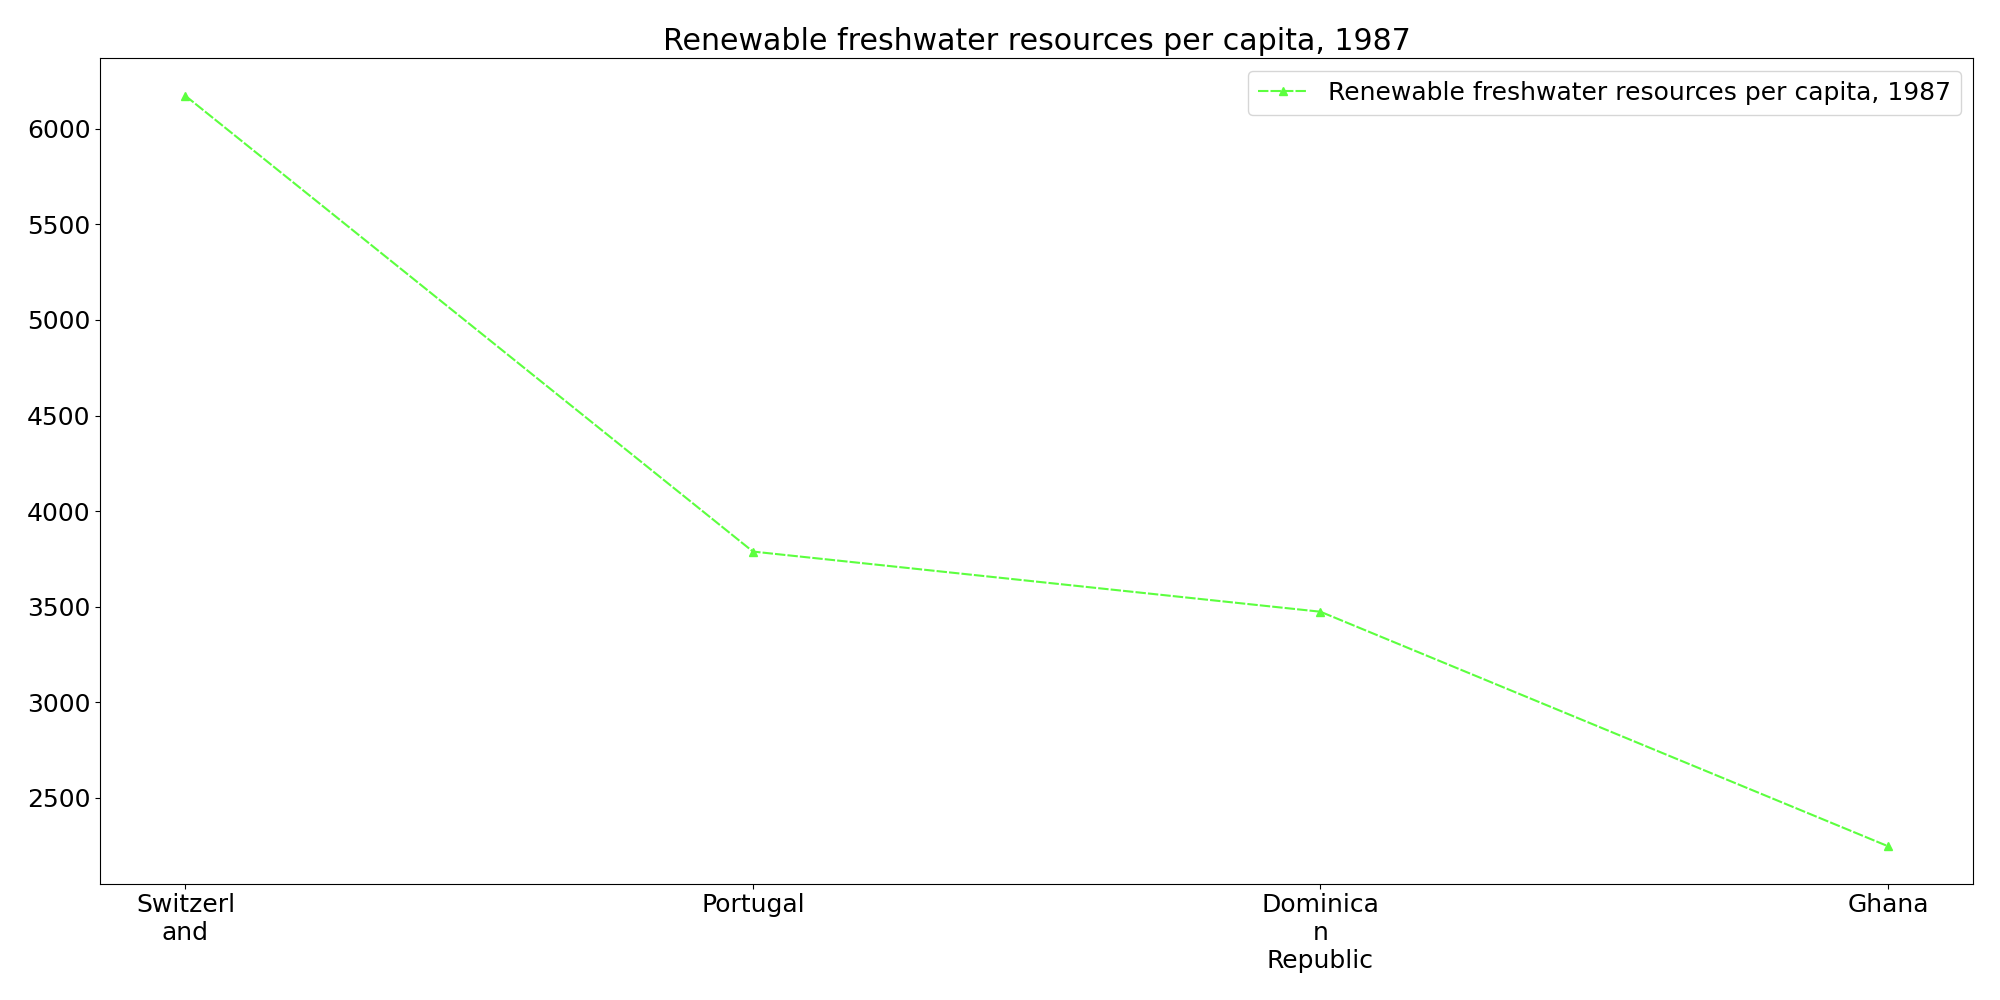 Renewable freshwater resources per capita, 1987
Renewable freshwater resources per capita, 1987
6000
5500
5000
4500
4000
3500
3000
2500
Switzerl
and
Portugal
Dominica
n
Republic
Ghana